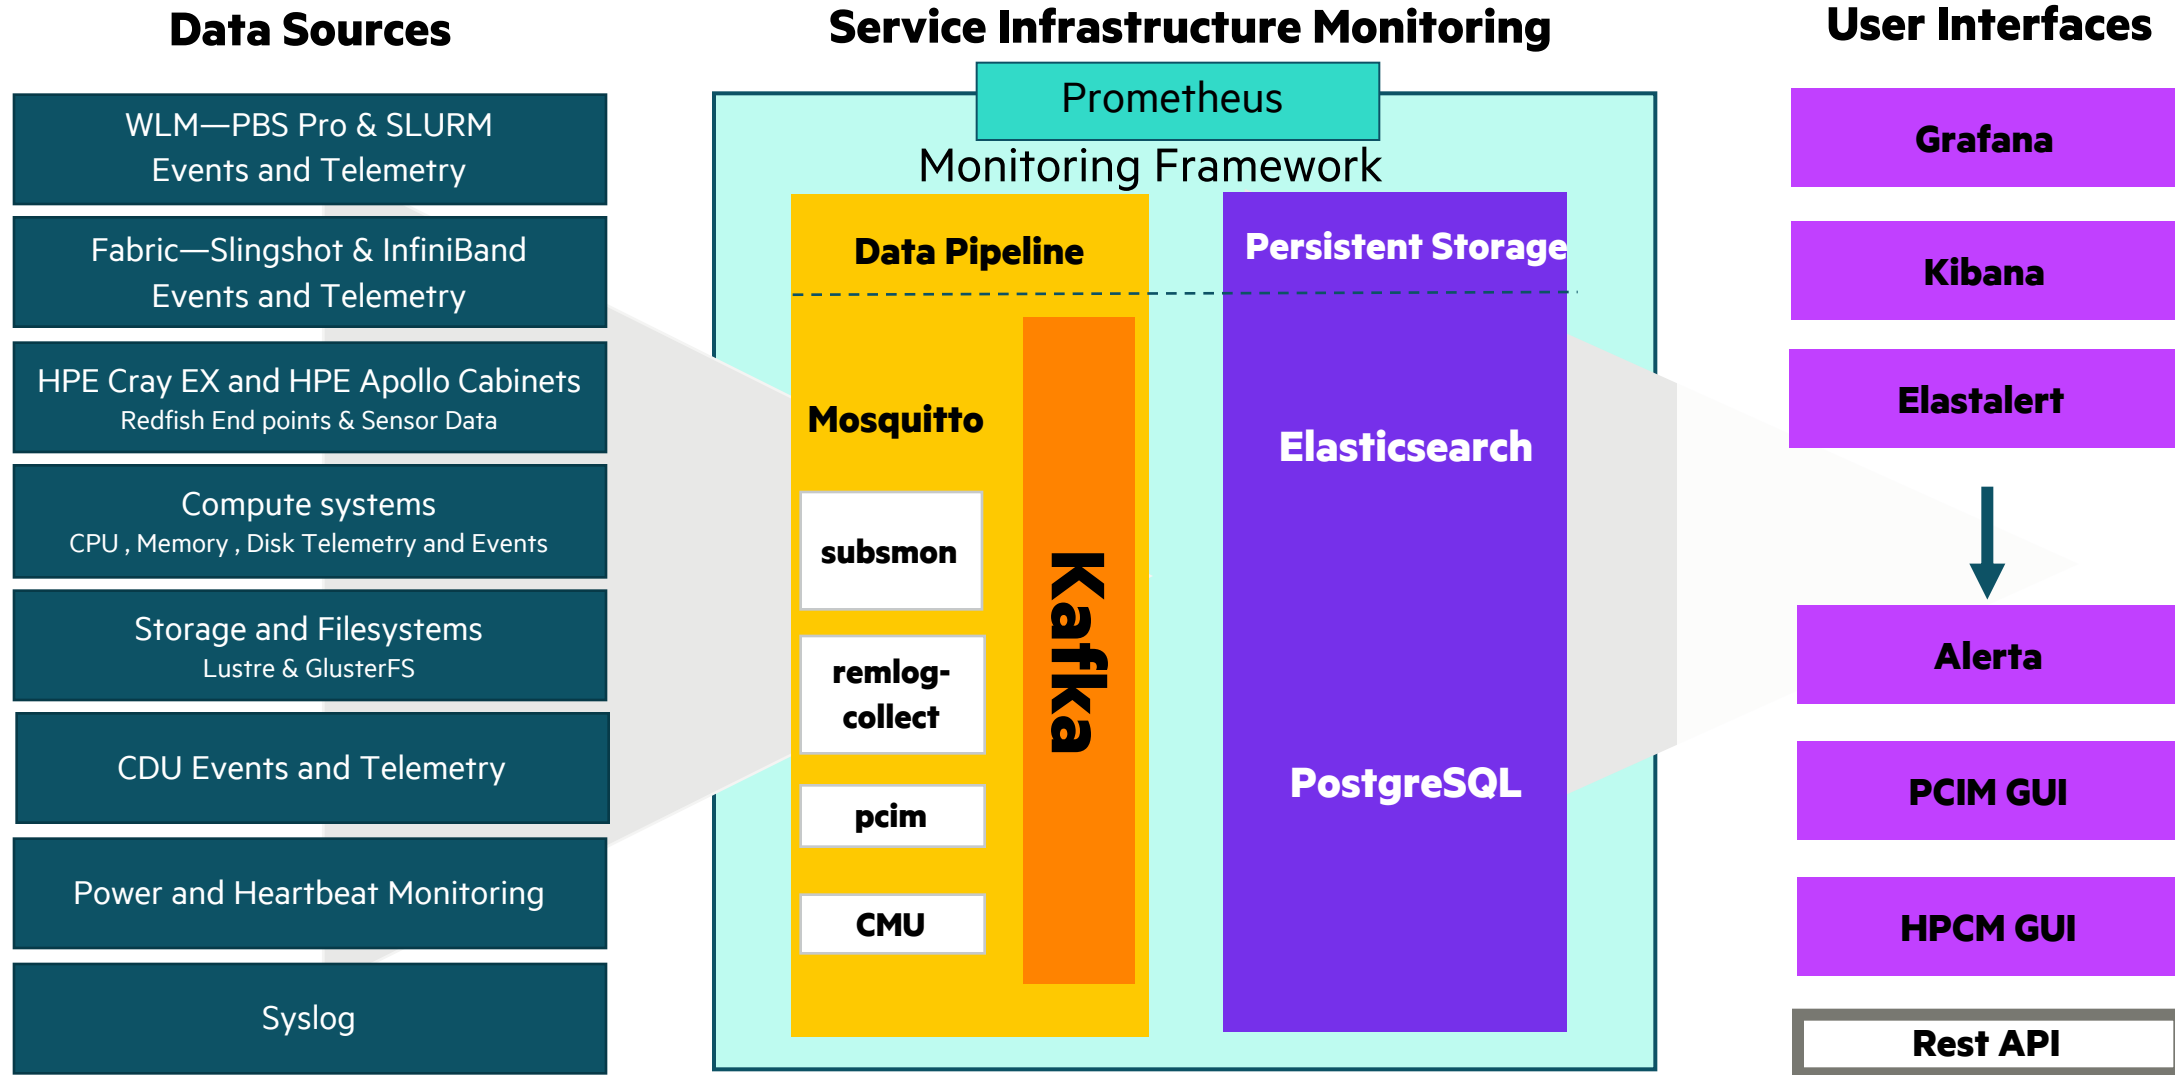 Data Sources
WLM—PBS Pro & SLURM
Events and Telemetry
Fabric—Slingshot & InfiniBand
Events and Telemetry
HPE Cray EX and HPE Apollo Cabinets
Redfish End points & Sensor Data
Compute systems
CPU , Memory , Disk Telemetry and Events
Storage and Filesystems
Lustre & GlusterFS
CDU Events and Telemetry
Power and Heartbeat Monitoring
Syslog
Service Infrastructure Monitoring
Prometheus
Monitoring Framework
Data Pipeline
Mosquitto
subsmon
remlog-
collect
pcim
CMU
Kafka
Persistent Storage
Elasticsearch
PostgreSQL
User Interfaces
Grafana
Kibana
Elastalert
Alerta
PCIM GUI
HPCM GUI
Rest API